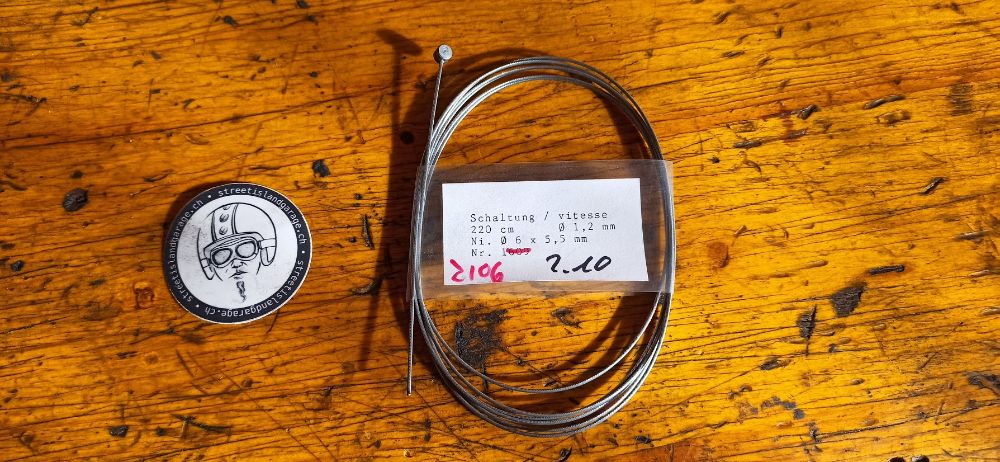 streetislandgarage.ch • streetislandgarage.ch •
Schaltung / vitesse
220 cm Ø 1,2 mm
Ni. Ø 6 x 5,5 mm
Nr.
2106 2.10